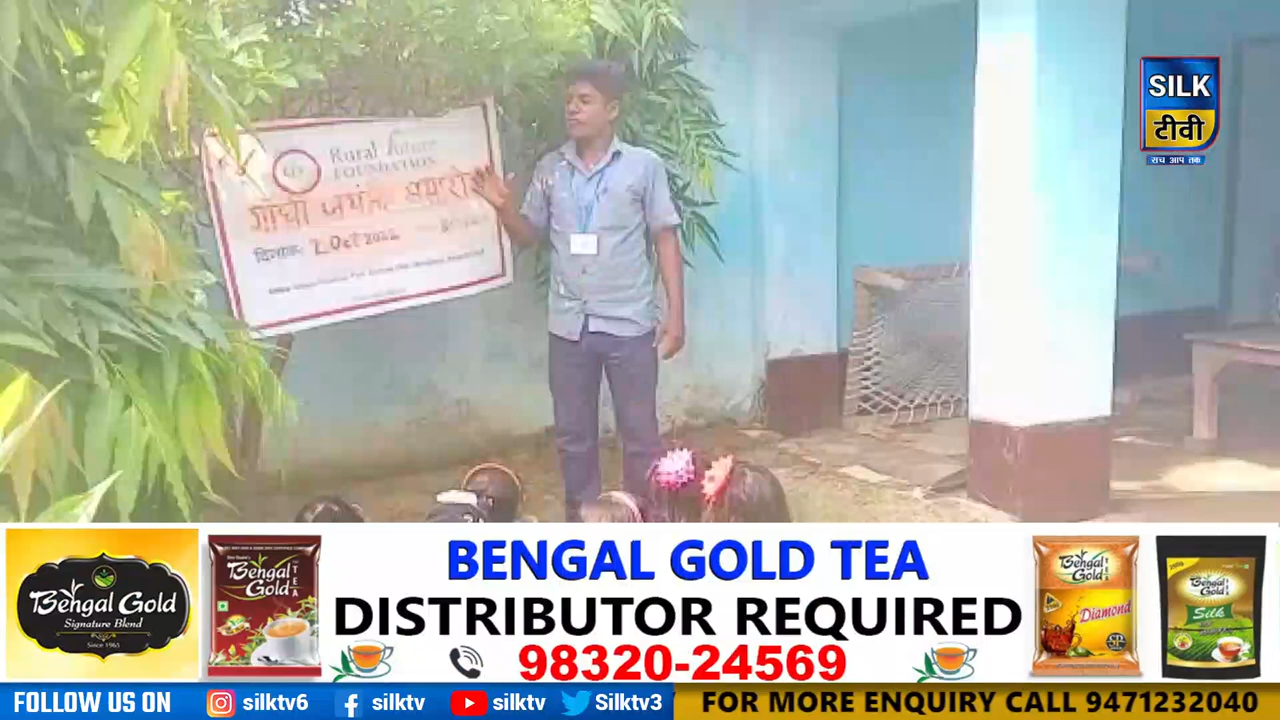 SILK
टीवी
सच आप तक
Rural Future
FOUNDATION
गांधी जयंती समारोह
दिनांक: 2 Oct 2022
BENGAL GOLD TEA
DISTRIBUTOR REQUIRED
98320-24569
Bengal Gold
Signature Blend
Since 1965
Bengal
Gold
TEA
Bengal
Gold
Diamond
Bengal
Gold
Silk
FOLLOW US ON silktv6 silktv silktv Silktv3
FOR MORE ENQUIRY CALL 9471232040